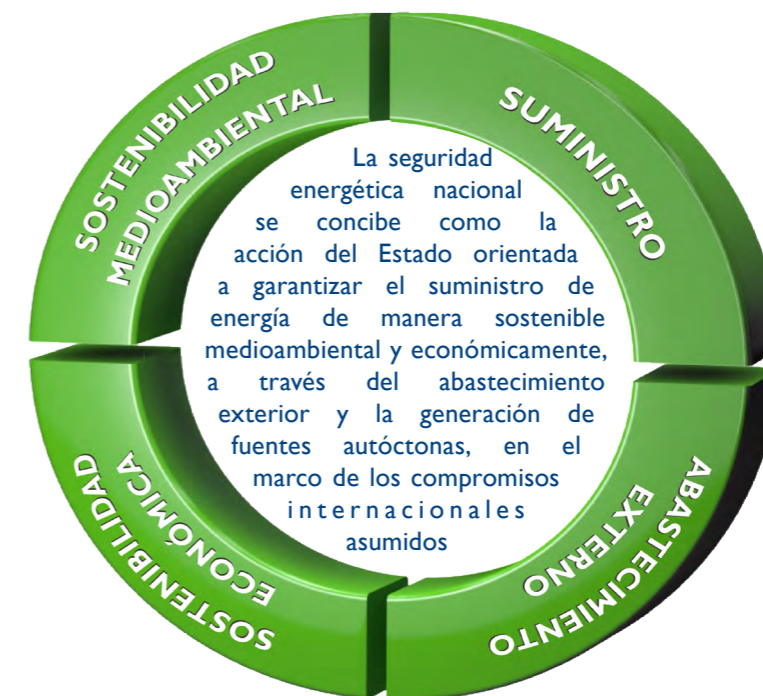 SOSTENIBILIDAD
MEDIOAMBIENTAL
SUMINISTRO
La seguridad
energética nacional
se concibe como la
acción del Estado orientada
a garantizar el suministro de
energía de manera sostenible
medioambiental y económicamente,
a través del abastecimiento
exterior y la generación de
fuentes autóctonas, en el
marco de los compromisos
internacionales
asumidos
SOSTENIBILIDAD
ECONÓMICA
ABASTECIMIENTO
EXTERNO